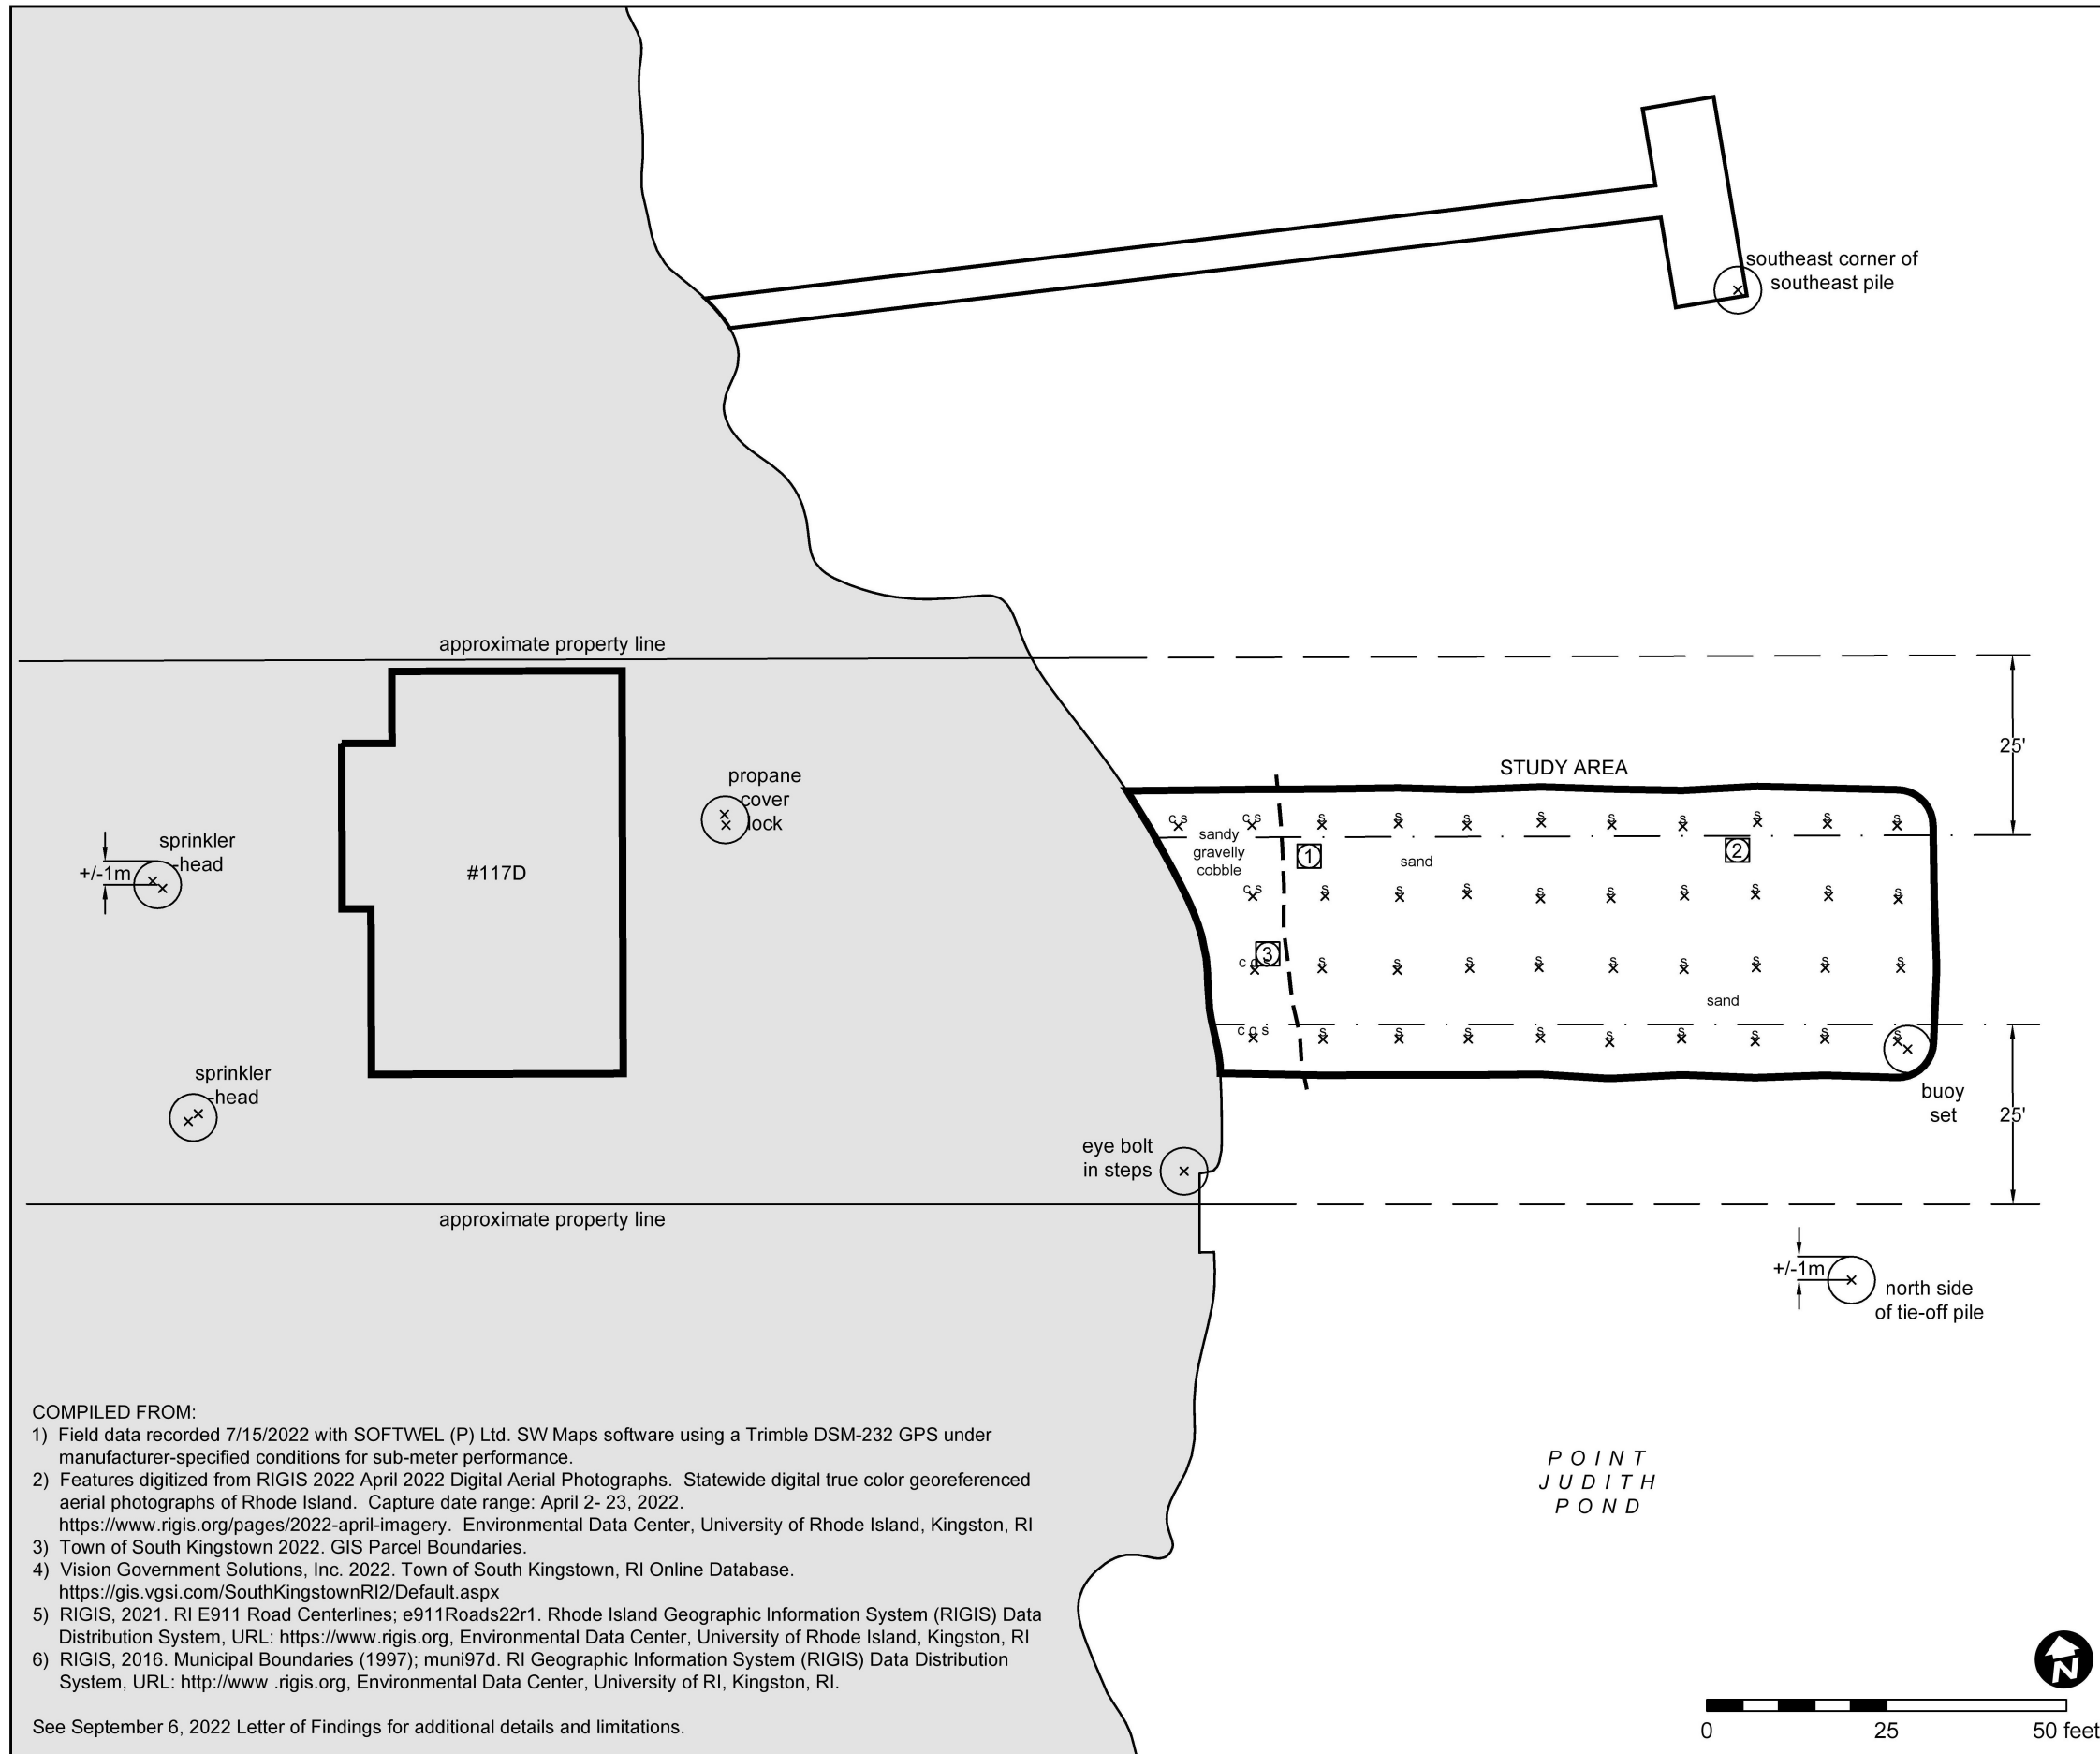 southeast corner of
southeast pile
approximate property line
25'
STUDY AREA
propane
cover
lock
sprinkler
-head
+/-1m
#117D
c s
c s
s
s
s
s
s
s
s
s
s
sandy
gravelly
cobble
1
sand
2
c s
s
s
s
s
s
s
s
s
s
3
c g s
s
s
s
s
s
s
s
s
s
sand
c g s
s
s
s
s
s
s
s
s
s
sprinkler
-head
buoy
set
25'
eye bolt
in steps
approximate property line
+/-1m
north side
of tie-off pile
COMPILED FROM:
1) Field data recorded 7/15/2022 with SOFTWEL (P) Ltd. SW Maps software using a Trimble DSM-232 GPS under
manufacturer-specified conditions for sub-meter performance.
2) Features digitized from RIGIS 2022 April 2022 Digital Aerial Photographs. Statewide digital true color georeferenced
aerial photographs of Rhode Island. Capture date range: April 2- 23, 2022.
https://www.rigis.org/pages/2022-april-imagery. Environmental Data Center, University of Rhode Island, Kingston, RI
3) Town of South Kingstown 2022. GIS Parcel Boundaries.
4) Vision Government Solutions, Inc. 2022. Town of South Kingstown, RI Online Database.
https://gis.vgsi.com/SouthKingstownRI2/Default.aspx
5) RIGIS, 2021. RI E911 Road Centerlines; e911Roads22r1. Rhode Island Geographic Information System (RIGIS) Data
Distribution System, URL: https://www.rigis.org, Environmental Data Center, University of Rhode Island, Kingston, RI
6) RIGIS, 2016. Municipal Boundaries (1997); muni97d. RI Geographic Information System (RIGIS) Data Distribution
System, URL: http://www .rigis.org, Environmental Data Center, University of RI, Kingston, RI.
See September 6, 2022 Letter of Findings for additional details and limitations.
POINT
JUDITH
POND
N
0 25 50 feet